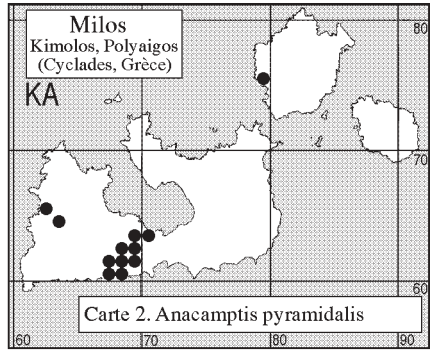 Milos
Kimolos, Polyaigos
(Cyclades, Grèce)
KA
80
70
60
Carte 2. Anacamptis pyramidalis
60
70
80
90